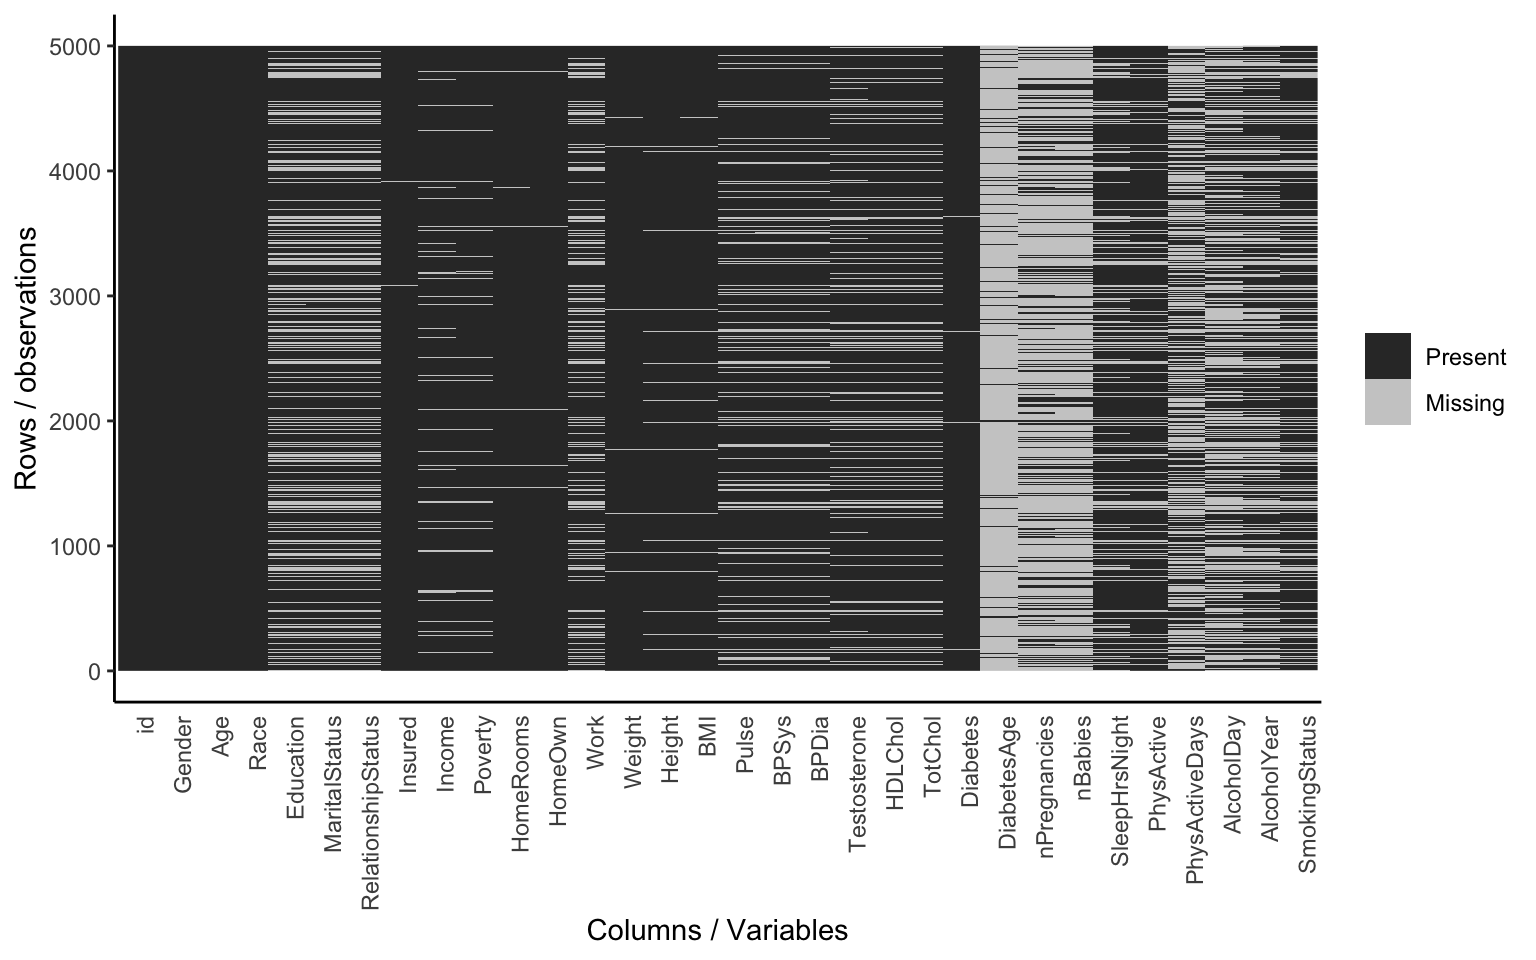 5000
4000
3000
2000
1000
0
Rows / observations
id
Gender
Age
Race
Education
MaritalStatus
RelationshipStatus
Insured
Income
Poverty
HomeRooms
HomeOwn
Work
Weight
Height
BMI
Pulse
BPSys
BPDia
Testosterone
HDLChol
TotChol
Diabetes
DiabetesAge
nPregnancies
nBabies
SleepHrsNight
PhysActive
PhysActiveDays
AlcoholDay
AlcoholYear
SmokingStatus
Columns / Variables
Present
Missing